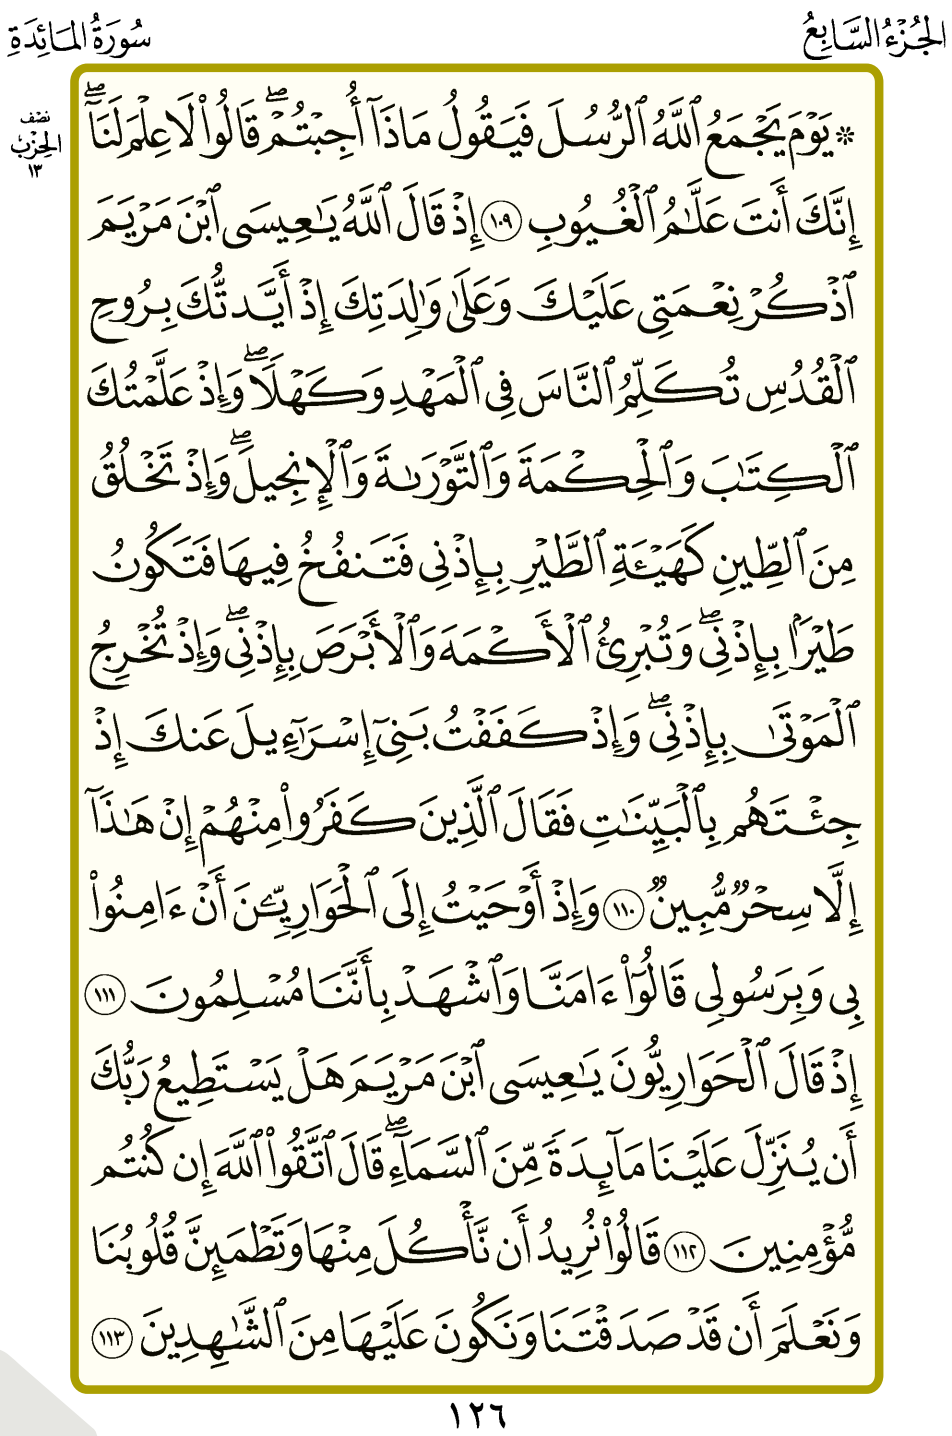 الجُزْءُ السَّابِعُ
سُورَةُ المَائِدَةِ
نصْف
الحِزْبُ
١٣
۞ يَوْمَ يَجْمَعُ ٱللَّهُ ٱلرُّسُلَ فَيَقُولُ مَاذَآ أُجِبْتُمْۖ قَالُواْ لَا عِلْمَ لَنَآۖ
إِنَّكَ أَنتَ عَلَّٰمُ ٱلْغُيُوبِ ١٠٩ إِذْ قَالَ ٱللَّهُ يَٰعِيسَى ٱبْنَ مَرْيَمَ
ٱذْكُرْ نِعْمَتِى عَلَيْكَ وَعَلَىٰ وَٰلِدَتِكَ إِذْ أَيَّدتُّكَ بِرُوحِ
ٱلْقُدُسِ تُكَلِّمُ ٱلنَّاسَ فِى ٱلْمَهْدِ وَكَهْلًاۖ وَإِذْ عَلَّمْتُكَ
ٱلْكِتَٰبَ وَٱلْحِكْمَةَ وَٱلتَّوْرَىٰةَ وَٱلْإِنجِيلَۖ وَإِذْ تَخْلُقُ
مِنَ ٱلطِّينِ كَهَيْـَٔةِ ٱلطَّيْرِ بِإِذْنِى فَتَنفُخُ فِيهَا فَتَكُونُ
طَيْرًۢا بِإِذْنِىۖ وَتُبْرِئُ ٱلْأَكْمَهَ وَٱلْأَبْرَصَ بِإِذْنِىۖ وَإِذْ تُخْرِجُ
ٱلْمَوْتَىٰ بِإِذْنِىۖ وَإِذْ كَفَفْتُ بَنِىٓ إِسْرَٰٓءِيلَ عَنكَ إِذْ
جِئْتَهُم بِٱلْبَيِّنَٰتِ فَقَالَ ٱلَّذِينَ كَفَرُواْ مِنْهُمْ إِنْ هَٰذَآ
إِلَّا سِحْرٌ مُّبِينٌ ١١٠ وَإِذْ أَوْحَيْتُ إِلَى ٱلْحَوَارِيِّـۧنَ أَنْ ءَامِنُواْ
بِى وَبِرَسُولِى قَالُوٓاْ ءَامَنَّا وَٱشْهَدْ بِأَنَّنَا مُسْلِمُونَ ١١١
إِذْ قَالَ ٱلْحَوَارِيُّونَ يَٰعِيسَى ٱبْنَ مَرْيَمَ هَلْ يَسْتَطِيعُ رَبُّكَ
أَن يُنَزِّلَ عَلَيْنَا مَآئِدَةً مِّنَ ٱلسَّمَآءِۖ قَالَ ٱتَّقُواْ ٱللَّهَ إِن كُنتُم
مُّؤْمِنِينَ ١١٢ قَالُواْ نُرِيدُ أَن نَّأْكُلَ مِنْهَا وَتَطْمَئِنَّ قُلُوبُنَا
وَنَعْلَمَ أَن قَدْ صَدَقْتَنَا وَنَكُونَ عَلَيْهَا مِنَ ٱلشَّٰهِدِينَ ١١٣
١٢٦